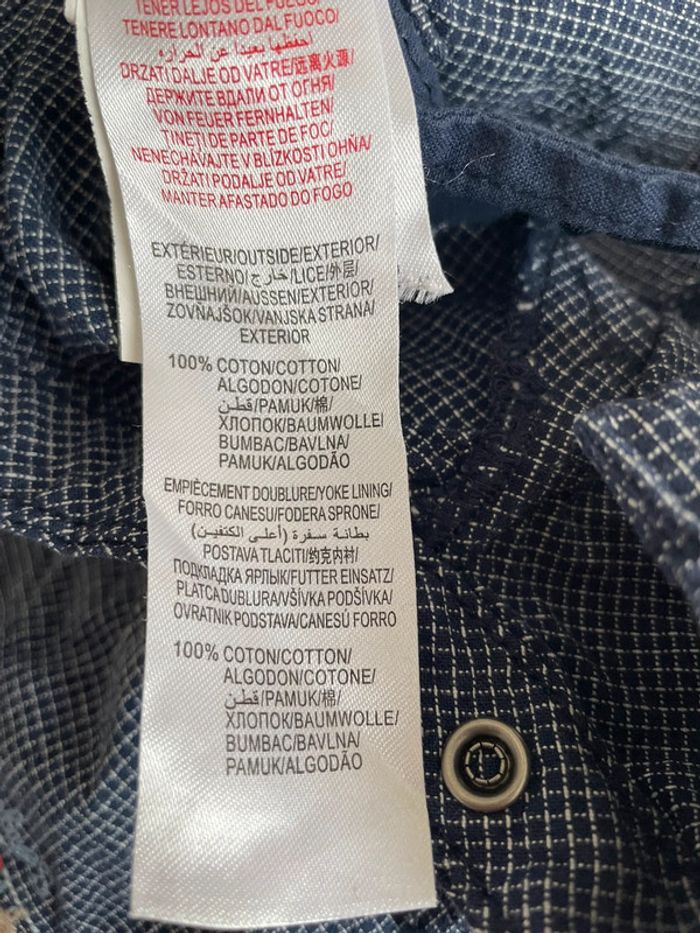 TENER LEJOS DEL FUEGO/
TENERE LONTANO DAL FUOCO/
احفظها بعيدا عن الحراره
DRZATI DALJE OD VATRE/远离火源/
ДЕРЖИТЕ ВДАЛИ ОТ ОГНЯ/
VON FEUER FERNHALTEN/
TINEȚI DE PARTE DE FOC/
NENECHÁVAJTE V BLÍZKOSTI OHŇA/
DRŽATI PODALJE OD VATRE/
MANTER AFASTADO DO FOGO
EXTÉRIEUR/OUTSIDE/EXTERIOR/
ESTERNO/خارج/LICE/外层/
ВНЕШНИЙ/AUSSEN/EXTERIOR/
ZOVŇAJŠOK/VANJSKA STRANA/
EXTERIOR
100% COTON/COTTON/
ALGODON/COTONE/
قطن/PAMUK/棉/
ХЛОПОК/BAUMWOLLE/
BUMBAC/BAVLNA/
PAMUK/ALGODÃO
EMPIÈCEMENT DOUBLURE/YOKE LINING/
FORRO CANESU/FODERA SPRONE/
بطانة سفرة (أعلى الكتفين)
POSTAVA TLACITI/约克内衬/
ПОДКЛАДКА ЯРЛЫК/FUTTER EINSATZ/
PLATCA DUBLURA/VŠÍVKA PODŠÍVKA/
OVRATNIK PODSTAVA/CANESÚ FORRO
100% COTON/COTTON/
ALGODON/COTONE/
قطن/PAMUK/棉/
ХЛОПОК/BAUMWOLLE/
BUMBAC/BAVLNA/
PAMUK/ALGODÃO